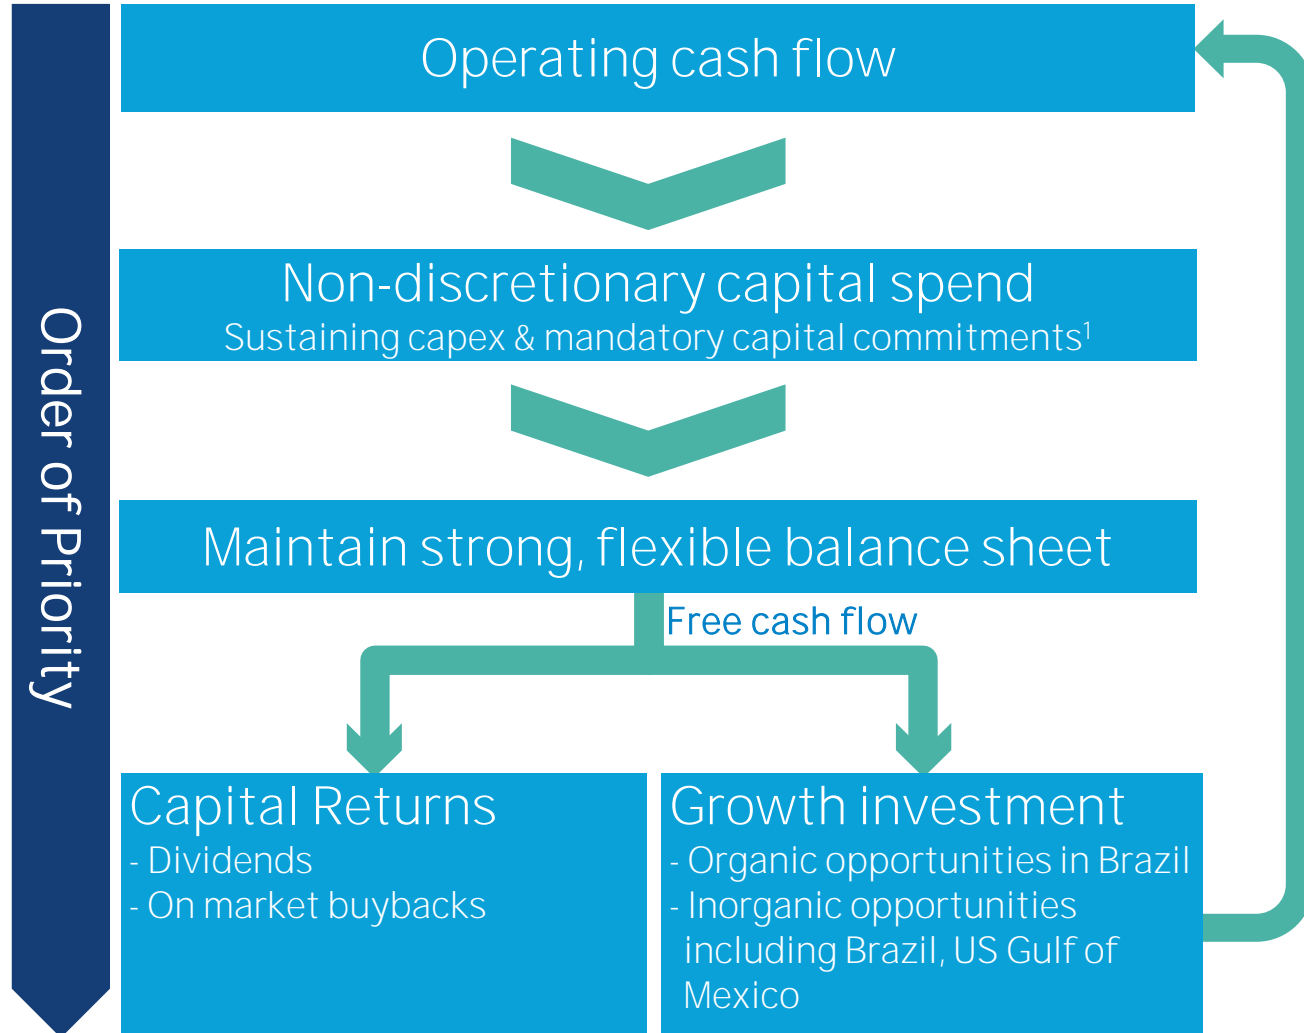 Order of Priority
Operating cash flow
Non-discretionary capital spend
Sustaining capex & mandatory capital commitments¹
Maintain strong, flexible balance sheet
Free cash flow
Capital Returns
- Dividends
- On market buybacks
Growth investment
- Organic opportunities in Brazil
- Inorganic opportunities
including Brazil, US Gulf of
Mexico